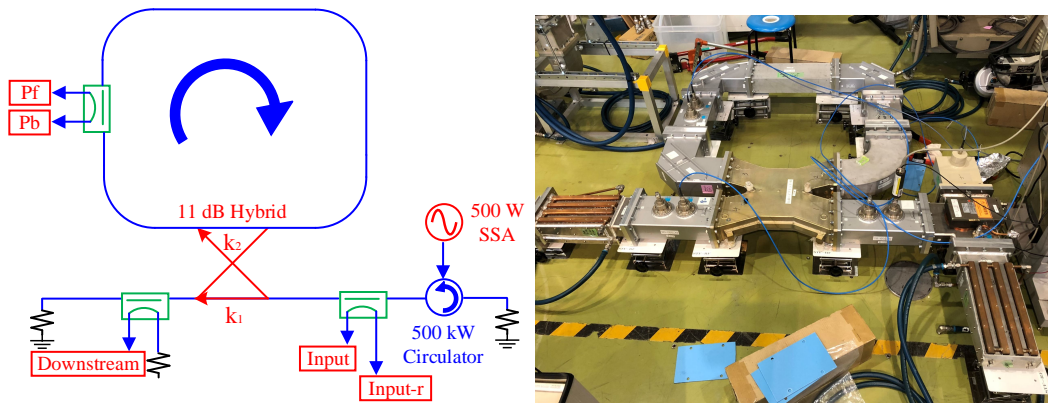 Pf
Pb
11 dB Hybrid
k2
k1
500 W
SSA
500 kW
Circulator
Downstream
Input
Input-r